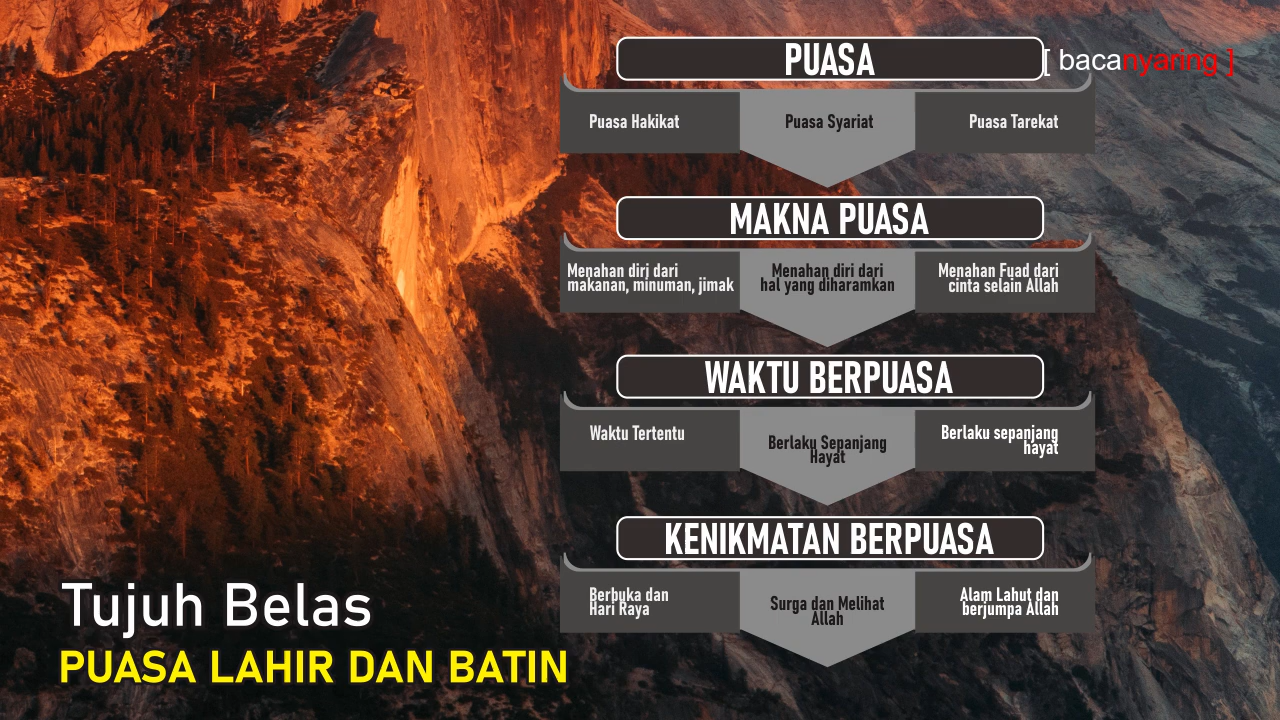 PUASA
[ bacanyaring ]
Puasa Hakikat
Puasa Syariat
Puasa Tarekat
MAKNA PUASA
Menahan diri dari
makanan, minuman, jimak
Menahan diri dari
hal yang diharamkan
Menahan Fuad dari
cinta selain Allah
WAKTU BERPUASA
Waktu Tertentu
Berlaku Sepanjang
Hayat
Berlaku sepanjang
hayat
KENIKMATAN BERPUASA
Berbuka dan
Hari Raya
Surga dan Melihat
Allah
Alam Lahut dan
berjumpa Allah
Tujuh Belas
PUASA LAHIR DAN BATIN